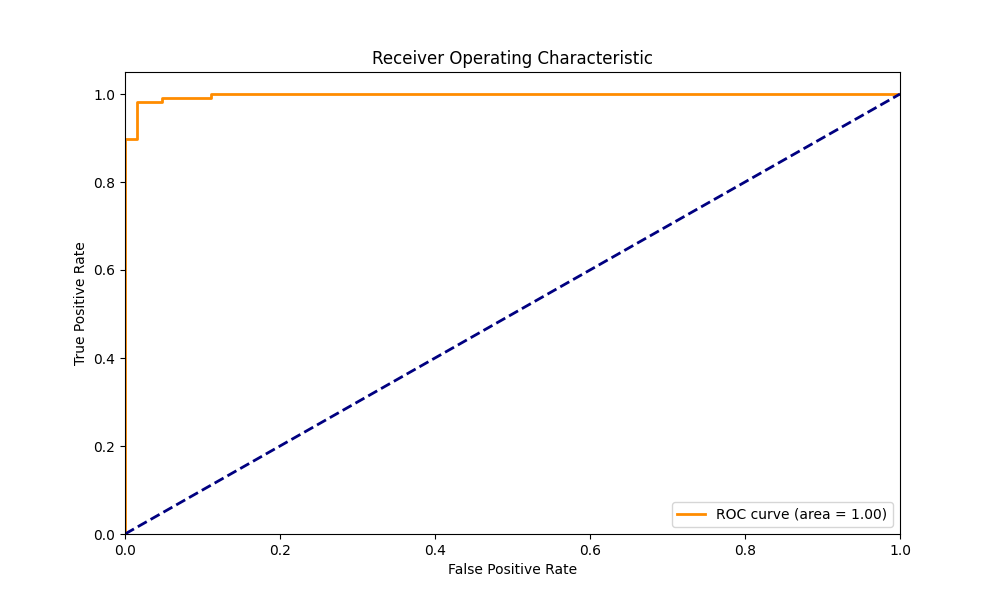 Receiver Operating Characteristic
1.0
0.8
0.6
0.4
0.2
0.0
True Positive Rate
ROC curve (area = 1.00)
0.0 0.2 0.4 0.6 0.8 1.0
False Positive Rate